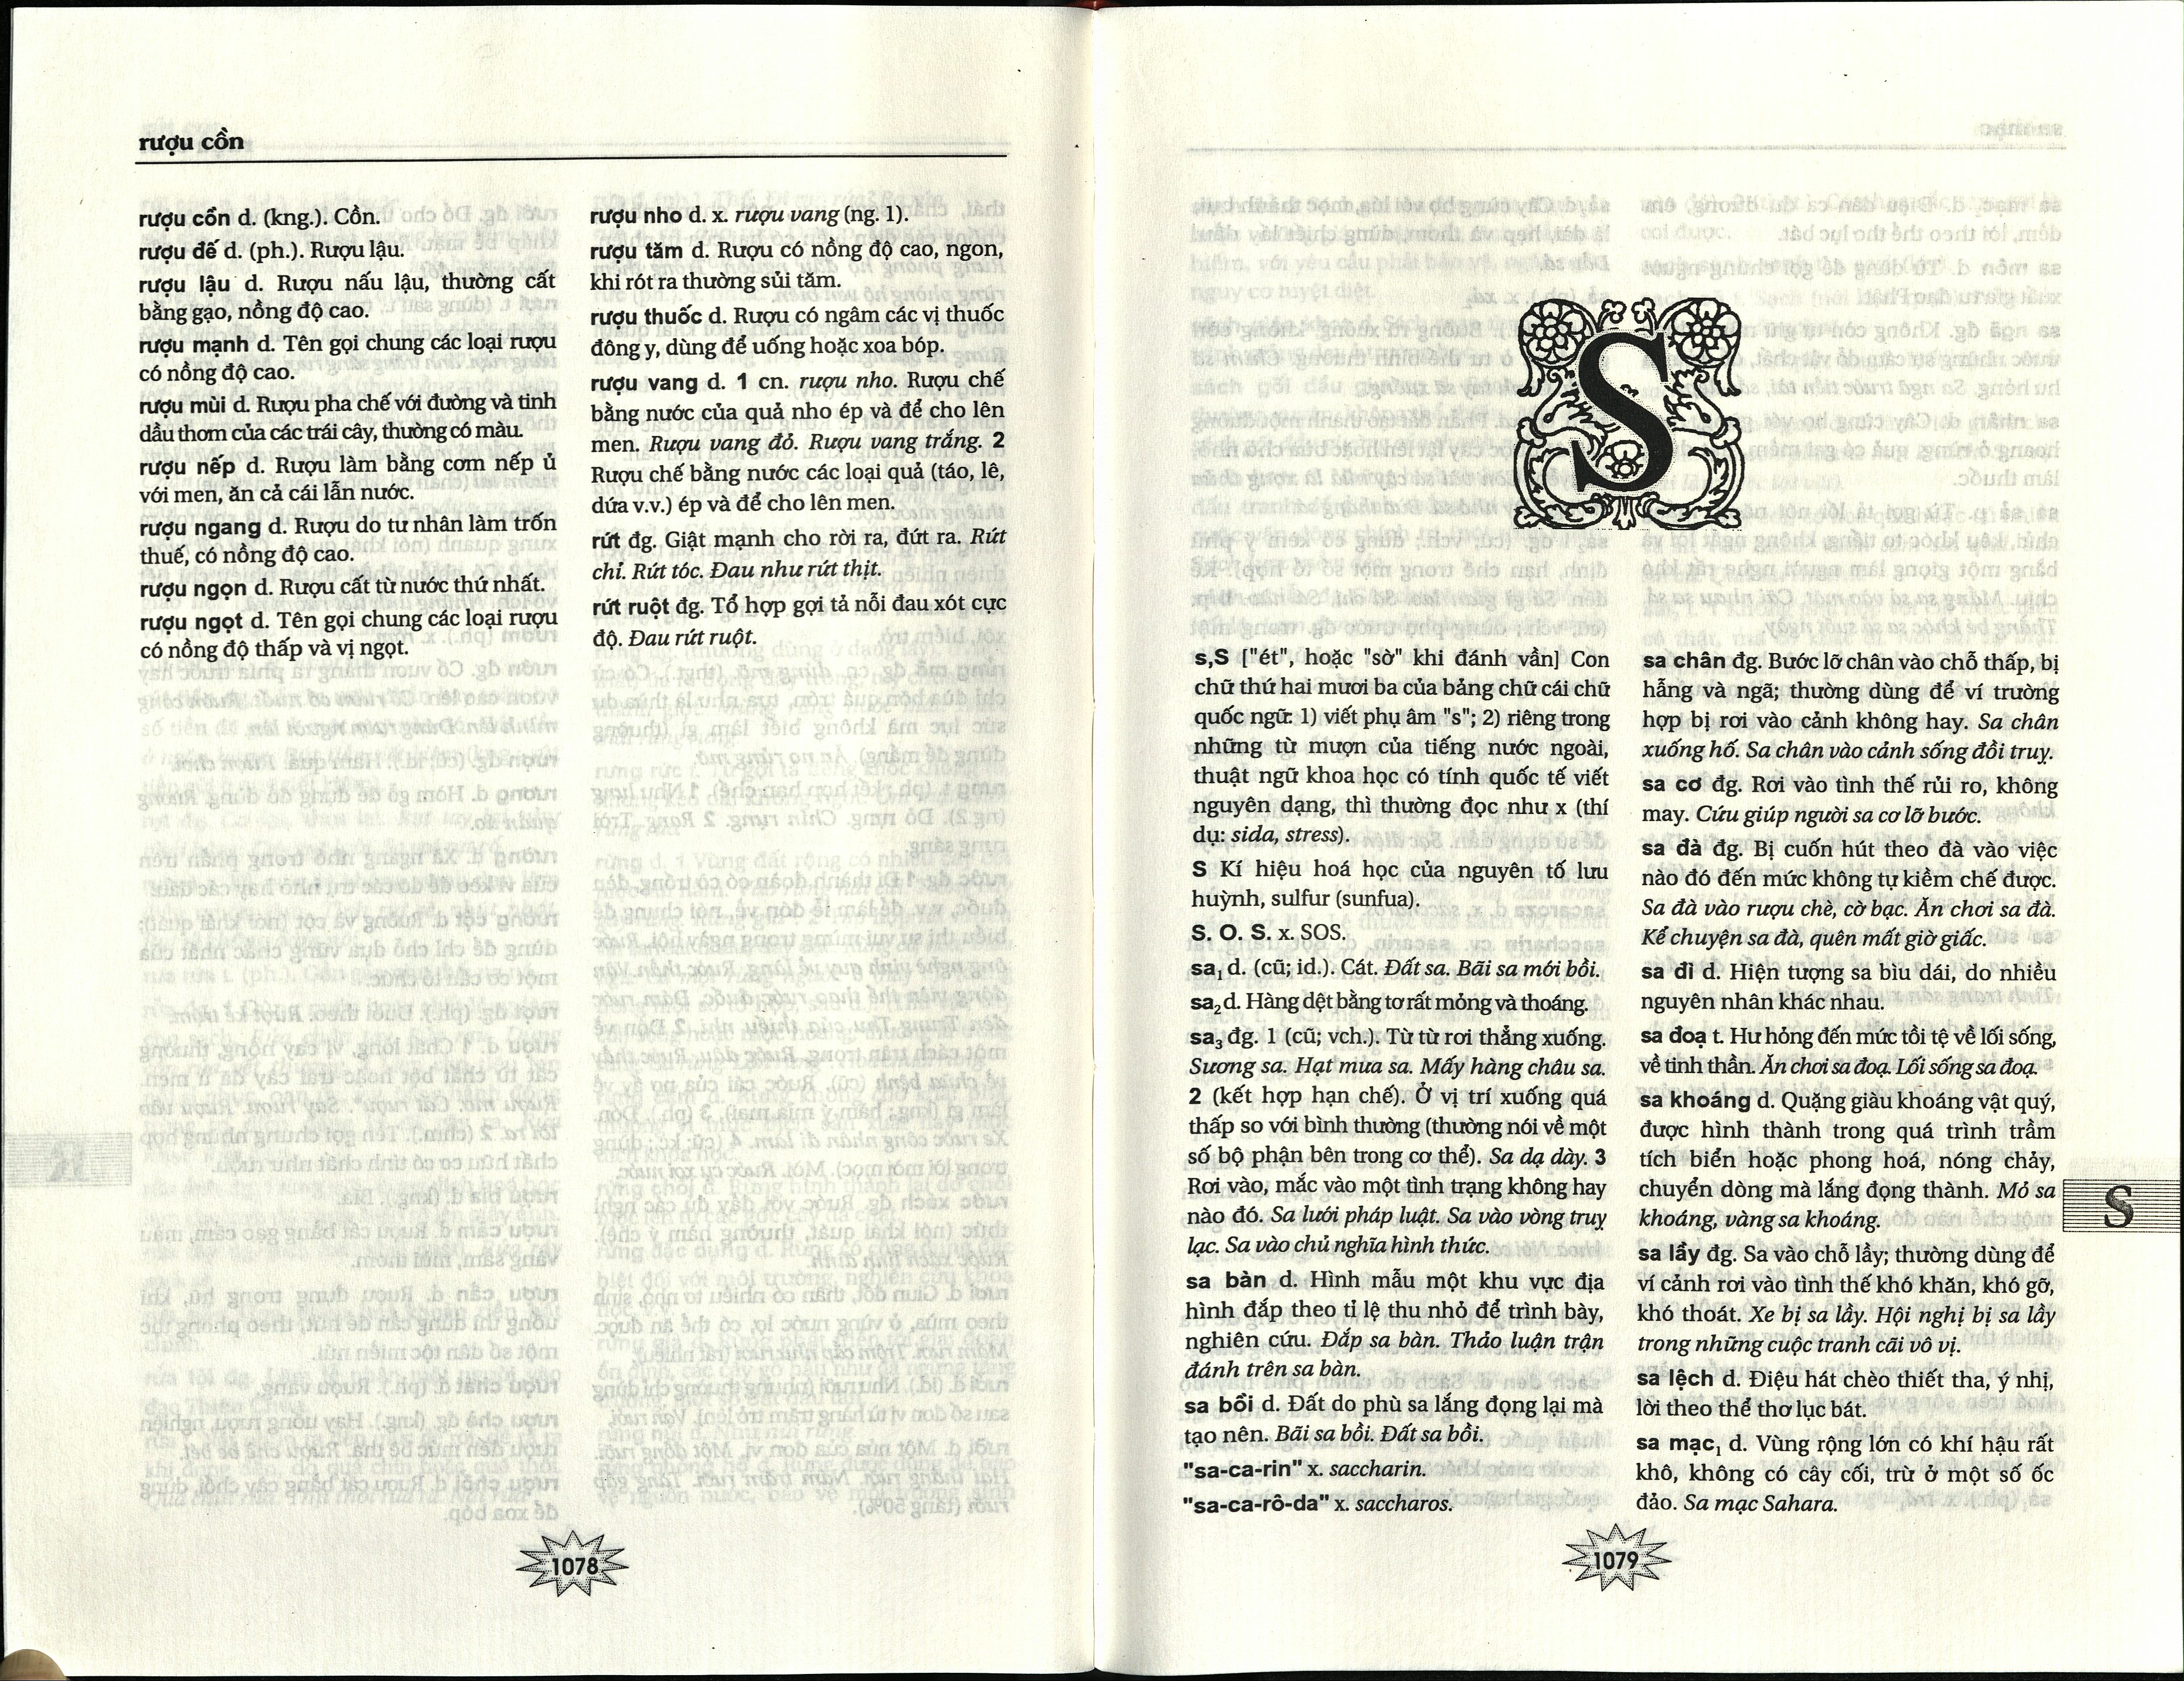 rượu cồn
rượu cồn d. (kng.). Cồn.
rượu đế d. (ph.). Rượu lậu.
rượu lậu d. Rượu nấu lậu, thường cất
bằng gạo, nồng độ cao.
rượu mạnh d. Tên gọi chung các loại rượu
có nồng độ cao.
rượu mùi d. Rượu pha chế với đường và tinh
dầu thơm của các trái cây, thường có màu.
rượu nếp d. Rượu làm bằng cơm nếp ủ
với men, ăn cả cái lẫn nước.
rượu ngang d. Rượu do tư nhân làm trốn
thuế, có nồng độ cao.
rượu ngọn d. Rượu cất từ nước thứ nhất.
rượu ngọt d. Tên gọi chung các loại rượu
có nồng độ thấp và vị ngọt.
rượu nho d. x. rượu vang (ng. 1).
rượu tăm d. Rượu có nồng độ cao, ngon,
khi rót ra thường sủi tăm.
rượu thuốc d. Rượu có ngâm các vị thuốc
đông y, dùng để uống hoặc xoa bóp.
rượu vang d. 1 cn. rượu nho. Rượu chế
bằng nước của quả nho ép và để cho lên
men. Rượu vang đỏ. Rượu vang trắng. 2
Rượu chế bằng nước các loại quả (táo, lê,
dứa v.v.) ép và để cho lên men.
rứt đg. Giật mạnh cho rời ra, đứt ra. Rứt
chỉ. Rứt tóc. Đau như rứt thịt.
rứt ruột đg. Tổ hợp gợi tả nỗi đau xót cực
độ. Đau rứt ruột.
1078
S
s,S ["ét", hoặc "sờ" khi đánh vần] Con
chữ thứ hai mươi ba của bảng chữ cái chữ
quốc ngữ: 1) viết phụ âm "s"; 2) riêng trong
những từ mượn của tiếng nước ngoài,
thuật ngữ khoa học có tính quốc tế viết
nguyên dạng, thì thường đọc như x (thí
dụ: sida, stress).
S Kí hiệu hoá học của nguyên tố lưu
huỳnh, sulfur (sunfua).
S. O. S. x. SOS.
sa₁ d. (cũ; id.). Cát. Đất sa. Bãi sa mới bồi.
sa₂ d. Hàng dệt bằng tơ rất mỏng và thoáng.
sa₃ đg. 1 (cũ; vch.). Từ từ rơi thẳng xuống.
Sương sa. Hạt mưa sa. Mấy hàng châu sa.
2 (kết hợp hạn chế). Ở vị trí xuống quá
thấp so với bình thường (thường nói về một
số bộ phận bên trong cơ thể). Sa dạ dày. 3
Rơi vào, mắc vào một tình trạng không hay
nào đó. Sa lưới pháp luật. Sa vào vòng truỵ
lạc. Sa vào chủ nghĩa hình thức.
sa bàn d. Hình mẫu một khu vực địa
hình đắp theo tỉ lệ thu nhỏ để trình bày,
nghiên cứu. Đắp sa bàn. Thảo luận trận
đánh trên sa bàn.
sa bồi d. Đất do phù sa lắng đọng lại mà
tạo nên. Bãi sa bồi. Đất sa bồi.
"sa-ca-rin" x. saccharin.
"sa-ca-rô-da" x. saccharos.
sa chân đg. Bước lỡ chân vào chỗ thấp, bị
hẫng và ngã; thường dùng để ví trường
hợp bị rơi vào cảnh không hay. Sa chân
xuống hố. Sa chân vào cảnh sống đồi truỵ.
sa cơ đg. Rơi vào tình thế rủi ro, không
may. Cứu giúp người sa cơ lỡ bước.
sa đà đg. Bị cuốn hút theo đà vào việc
nào đó đến mức không tự kiềm chế được.
Sa đà vào rượu chè, cờ bạc. Ăn chơi sa đà.
Kể chuyện sa đà, quên mất giờ giấc.
sa đì d. Hiện tượng sa bìu dái, do nhiều
nguyên nhân khác nhau.
sa đoạ t. Hư hỏng đến mức tồi tệ về lối sống,
về tinh thần. Ăn chơi sa đoạ. Lối sống sa đoạ.
sa khoáng d. Quặng giàu khoáng vật quý,
được hình thành trong quá trình trầm
tích biển hoặc phong hoá, nóng chảy,
chuyển dòng mà lắng đọng thành. Mỏ sa
khoáng, vàng sa khoáng.
sa lầy đg. Sa vào chỗ lầy; thường dùng để
ví cảnh rơi vào tình thế khó khăn, khó gỡ,
khó thoát. Xe bị sa lầy. Hội nghị bị sa lầy
trong những cuộc tranh cãi vô vị.
sa lệch d. Điệu hát chèo thiết tha, ý nhị,
lời theo thể thơ lục bát.
sa mạc₁ d. Vùng rộng lớn có khí hậu rất
khô, không có cây cối, trừ ở một số ốc
đảo. Sa mạc Sahara.
S
1079